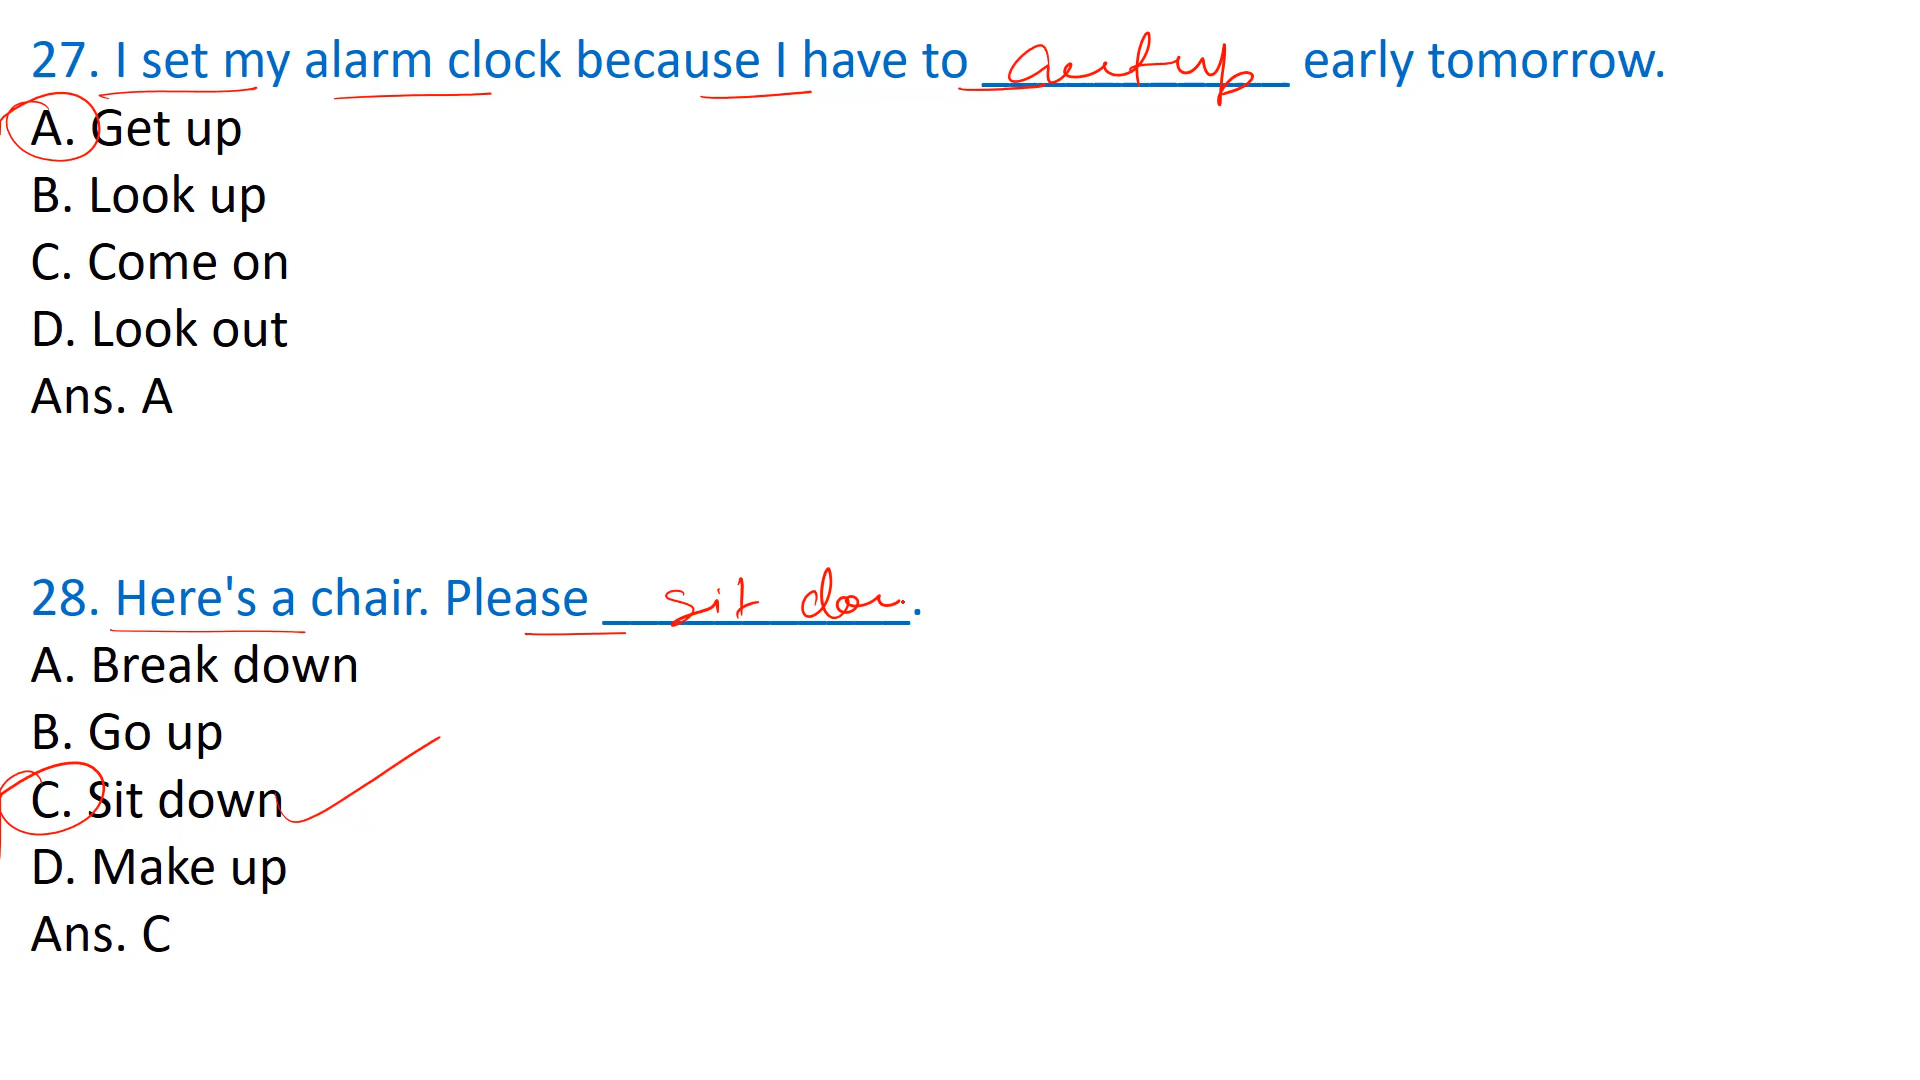 27. I set my alarm clock because I have to get up early tomorrow.
A. Get up
B. Look up
C. Come on
D. Look out
Ans. A
28. Here's a chair. Please sit dow.
A. Break down
B. Go up
C. Sit down
D. Make up
Ans. C